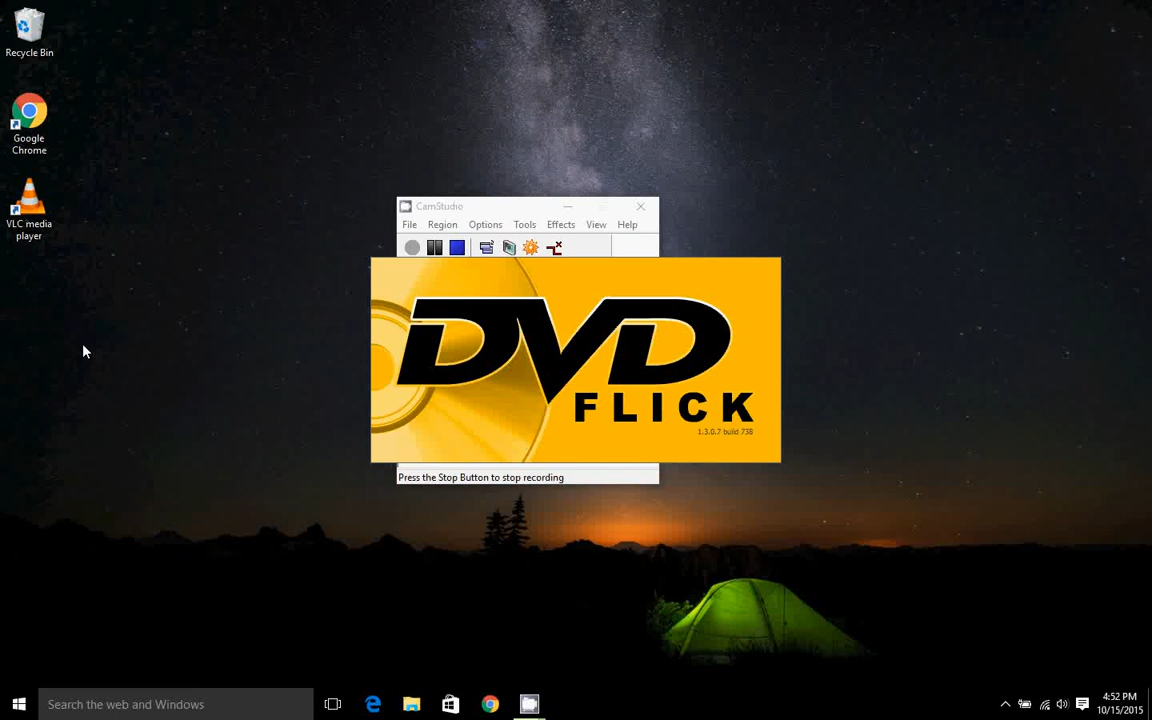 Recycle Bin
Google
Chrome
VLC media
player
CamStudio
File Region Options Tools Effects View Help
DVD
FLICK
1.3.0.7 build 738
Press the Stop Button to stop recording
Search the web and Windows
4:52 PM
10/15/2015